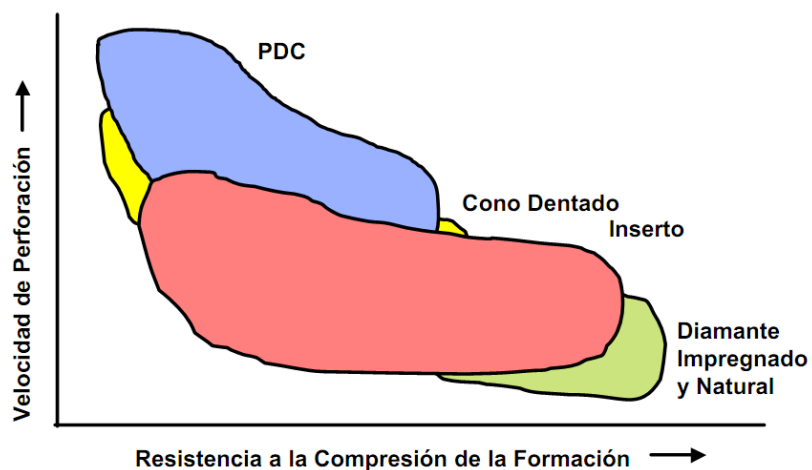 PDC
Cono Dentado
Inserto
Diamante
Impregnado
y Natural
Velocidad de Perforación
Resistencia a la Compresión de la Formación